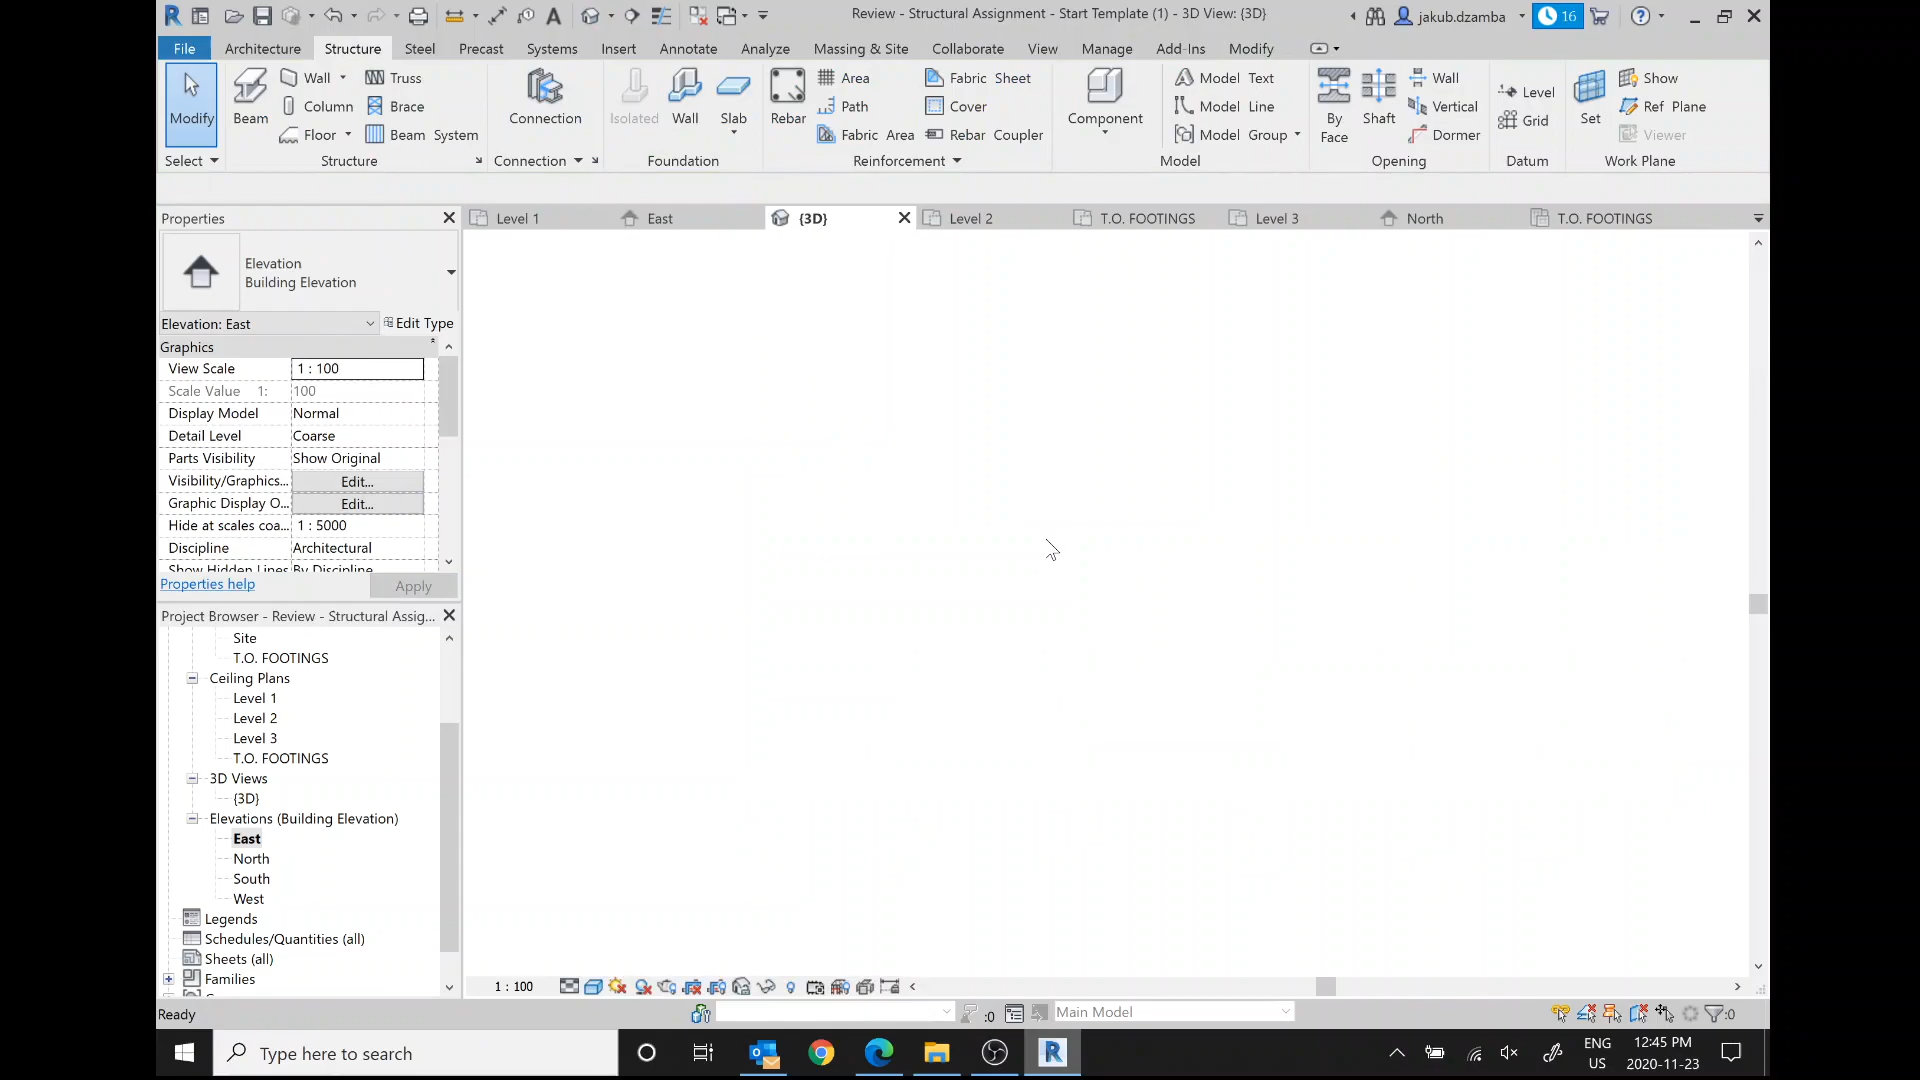 Review - Structural Assignment - Start Template (1) - 3D View: {3D}
jakub.dzamba
16
File Architecture Structure Steel Precast Systems Insert Annotate Analyze Massing & Site Collaborate View Manage Add-Ins Modify
Modify
Select
Beam
Wall
Column
Floor
Truss
Brace
Beam System
Structure
Connection
Connection
Isolated
Wall
Slab
Foundation
Rebar
Area
Path
Fabric Area
Fabric Sheet
Cover
Rebar Coupler
Reinforcement
Component
Model Text
Model Line
Model Group
Model
By Face
Shaft
Wall
Vertical
Dormer
Opening
Level
Grid
Datum
Set
Show
Ref Plane
Viewer
Work Plane
Properties
Level 1
East
{3D}
Level 2
T.O. FOOTINGS
Level 3
North
T.O. FOOTINGS
Elevation
Building Elevation
Elevation: East
Edit Type
Graphics
View Scale 1 : 100
Scale Value 1: 100
Display Model Normal
Detail Level Coarse
Parts Visibility Show Original
Visibility/Graphics... Edit...
Graphic Display O... Edit...
Hide at scales coa... 1 : 5000
Discipline Architectural
Show Hidden Lines By Discipline
Properties help
Apply
Project Browser - Review - Structural Assig...
Site
T.O. FOOTINGS
Ceiling Plans
Level 1
Level 2
Level 3
T.O. FOOTINGS
3D Views
{3D}
Elevations (Building Elevation)
East
North
South
West
Legends
Schedules/Quantities (all)
Sheets (all)
Families
1 : 100
Ready
:0
Main Model
:0
Type here to search
ENG
US
12:45 PM
2020-11-23